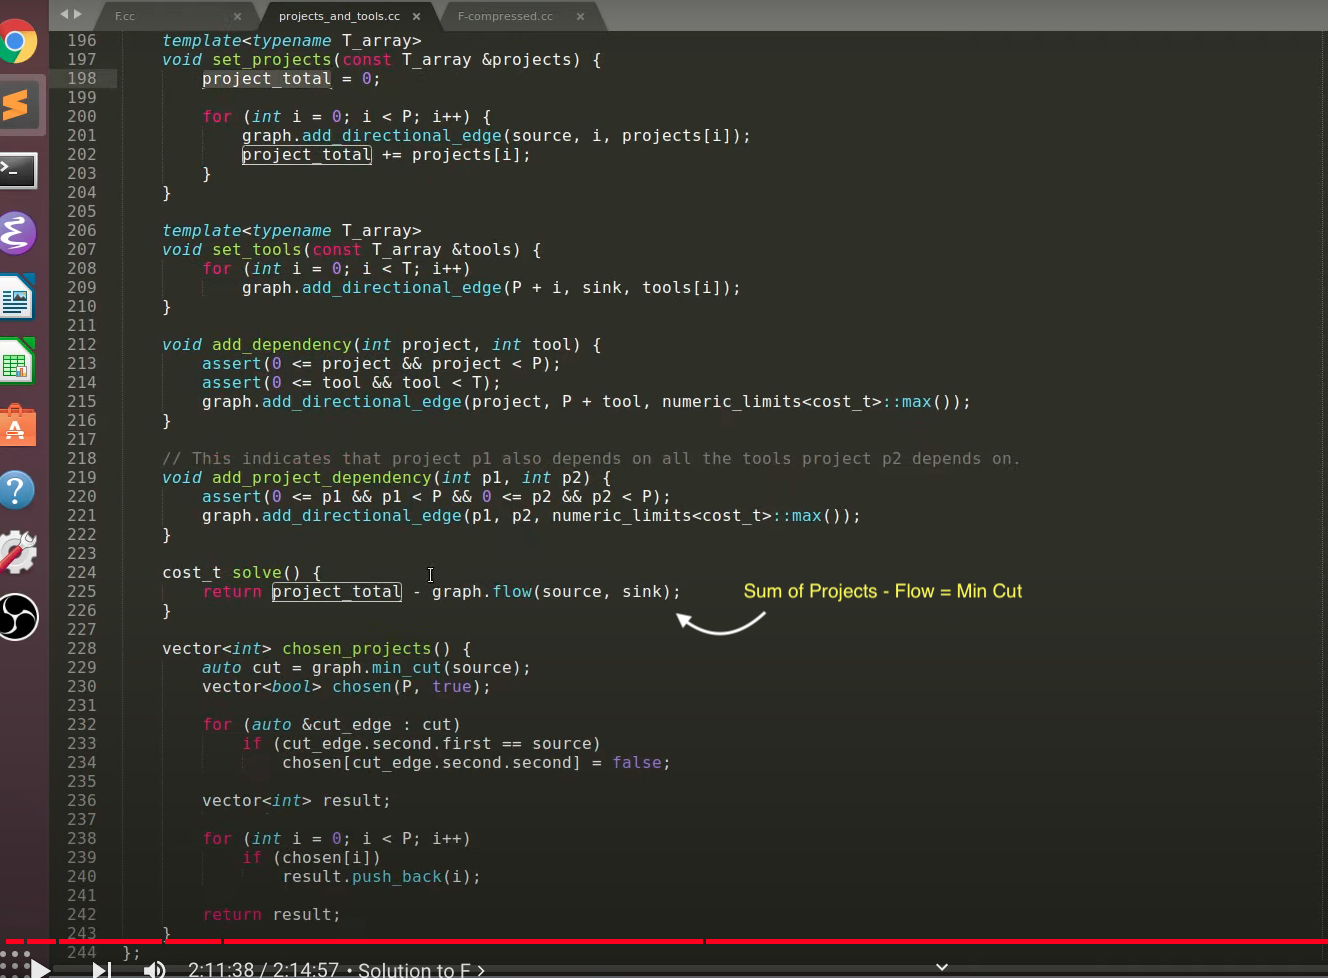 F.cc
projects_and_tools.cc
F-compressed.cc
196 template<typename T_array>
197 void set_projects(const T_array &projects) {
198 project_total = 0;
199
200 for (int i = 0; i < P; i++) {
201 graph.add_directional_edge(source, i, projects[i]);
202 project_total += projects[i];
203 }
204 }
205
206 template<typename T_array>
207 void set_tools(const T_array &tools) {
208 for (int i = 0; i < T; i++)
209 graph.add_directional_edge(P + i, sink, tools[i]);
210 }
211
212 void add_dependency(int project, int tool) {
213 assert(0 <= project && project < P);
214 assert(0 <= tool && tool < T);
215 graph.add_directional_edge(project, P + tool, numeric_limits<cost_t>::max());
216 }
217
218 // This indicates that project p1 also depends on all the tools project p2 depends on.
219 void add_project_dependency(int p1, int p2) {
220 assert(0 <= p1 && p1 < P && 0 <= p2 && p2 < P);
221 graph.add_directional_edge(p1, p2, numeric_limits<cost_t>::max());
222 }
223
224 cost_t solve() {
225 return project_total - graph.flow(source, sink); Sum of Projects - Flow = Min Cut
226 }
227
228 vector<int> chosen_projects() {
229 auto cut = graph.min_cut(source);
230 vector<bool> chosen(P, true);
231
232 for (auto &cut_edge : cut)
233 if (cut_edge.second.first == source)
234 chosen[cut_edge.second.second] = false;
235
236 vector<int> result;
237
238 for (int i = 0; i < P; i++)
239 if (chosen[i])
240 result.push_back(i);
241
242 return result;
243 }
244 };
2:11:38 / 2:14:57 • Solution to F >